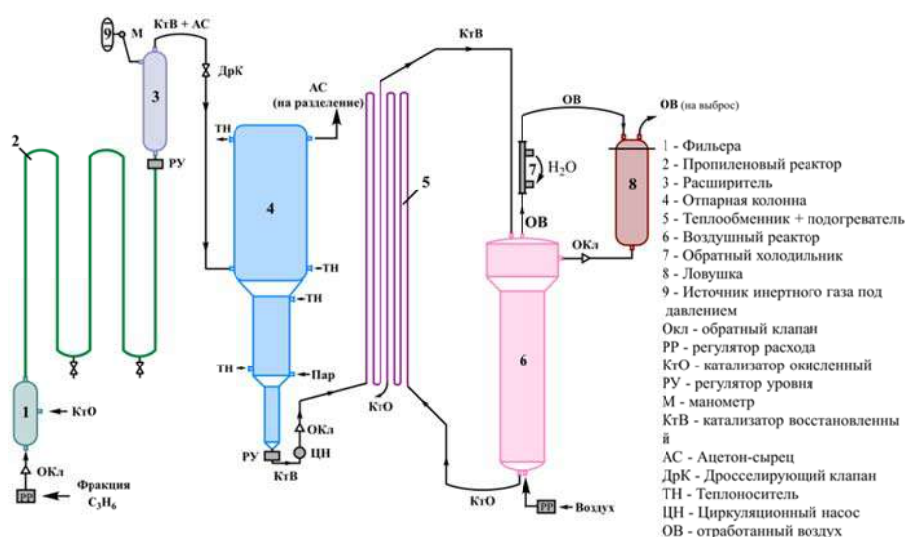 КтВ + АС
9
М
ДрК
3
РУ
2
АС
(на разделение)
ТН
4
ТН
ТН
ТН
Пар
РУ
КтВ
ЦН
ОКл
1
КтО
ОКл
РР
Фракция
С₃Н₆
КтВ
5
КтО
КтО
ОВ
ОВ (на выброс)
7
H₂O
ОВ
8
ОКл
6
РР
Воздух
1 - Фильера
2 - Пропиленовый реактор
3 - Расширитель
4 - Отпарная колонна
5 - Теплообменник + подогреватель
6 - Воздушный реактор
7 - Обратный холодильник
8 - Ловушка
9 - Источник инертного газа под
давлением
Окл - обратный клапан
РР - регулятор расхода
КтО - катализатор окисленный
РУ - регулятор уровня
М - манометр
КтВ - катализатор восстановленны
й
АС - Ацетон-сырец
ДрК - Дросселирующий клапан
ТН - Теплоноситель
ЦН - Циркуляционный насос
ОВ - отработанный воздух